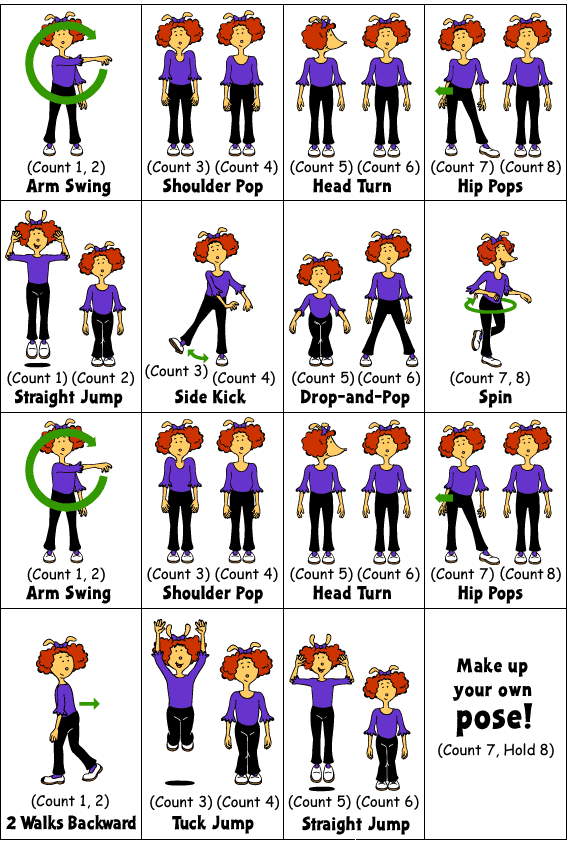 (Count 1, 2)
Arm Swing
(Count 3) (Count 4)
Shoulder Pop
(Count 5) (Count 6)
Head Turn
(Count 7) (Count 8)
Hip Pops
(Count 1) (Count 2)
Straight Jump
(Count 3) (Count 4)
Side Kick
(Count 5) (Count 6)
Drop-and-Pop
(Count 7, 8)
Spin
(Count 1, 2)
Arm Swing
(Count 3) (Count 4)
Shoulder Pop
(Count 5) (Count 6)
Head Turn
(Count 7) (Count 8)
Hip Pops
(Count 1, 2)
2 Walks Backward
(Count 3) (Count 4)
Tuck Jump
(Count 5) (Count 6)
Straight Jump
Make up
your own
pose!
(Count 7, Hold 8)